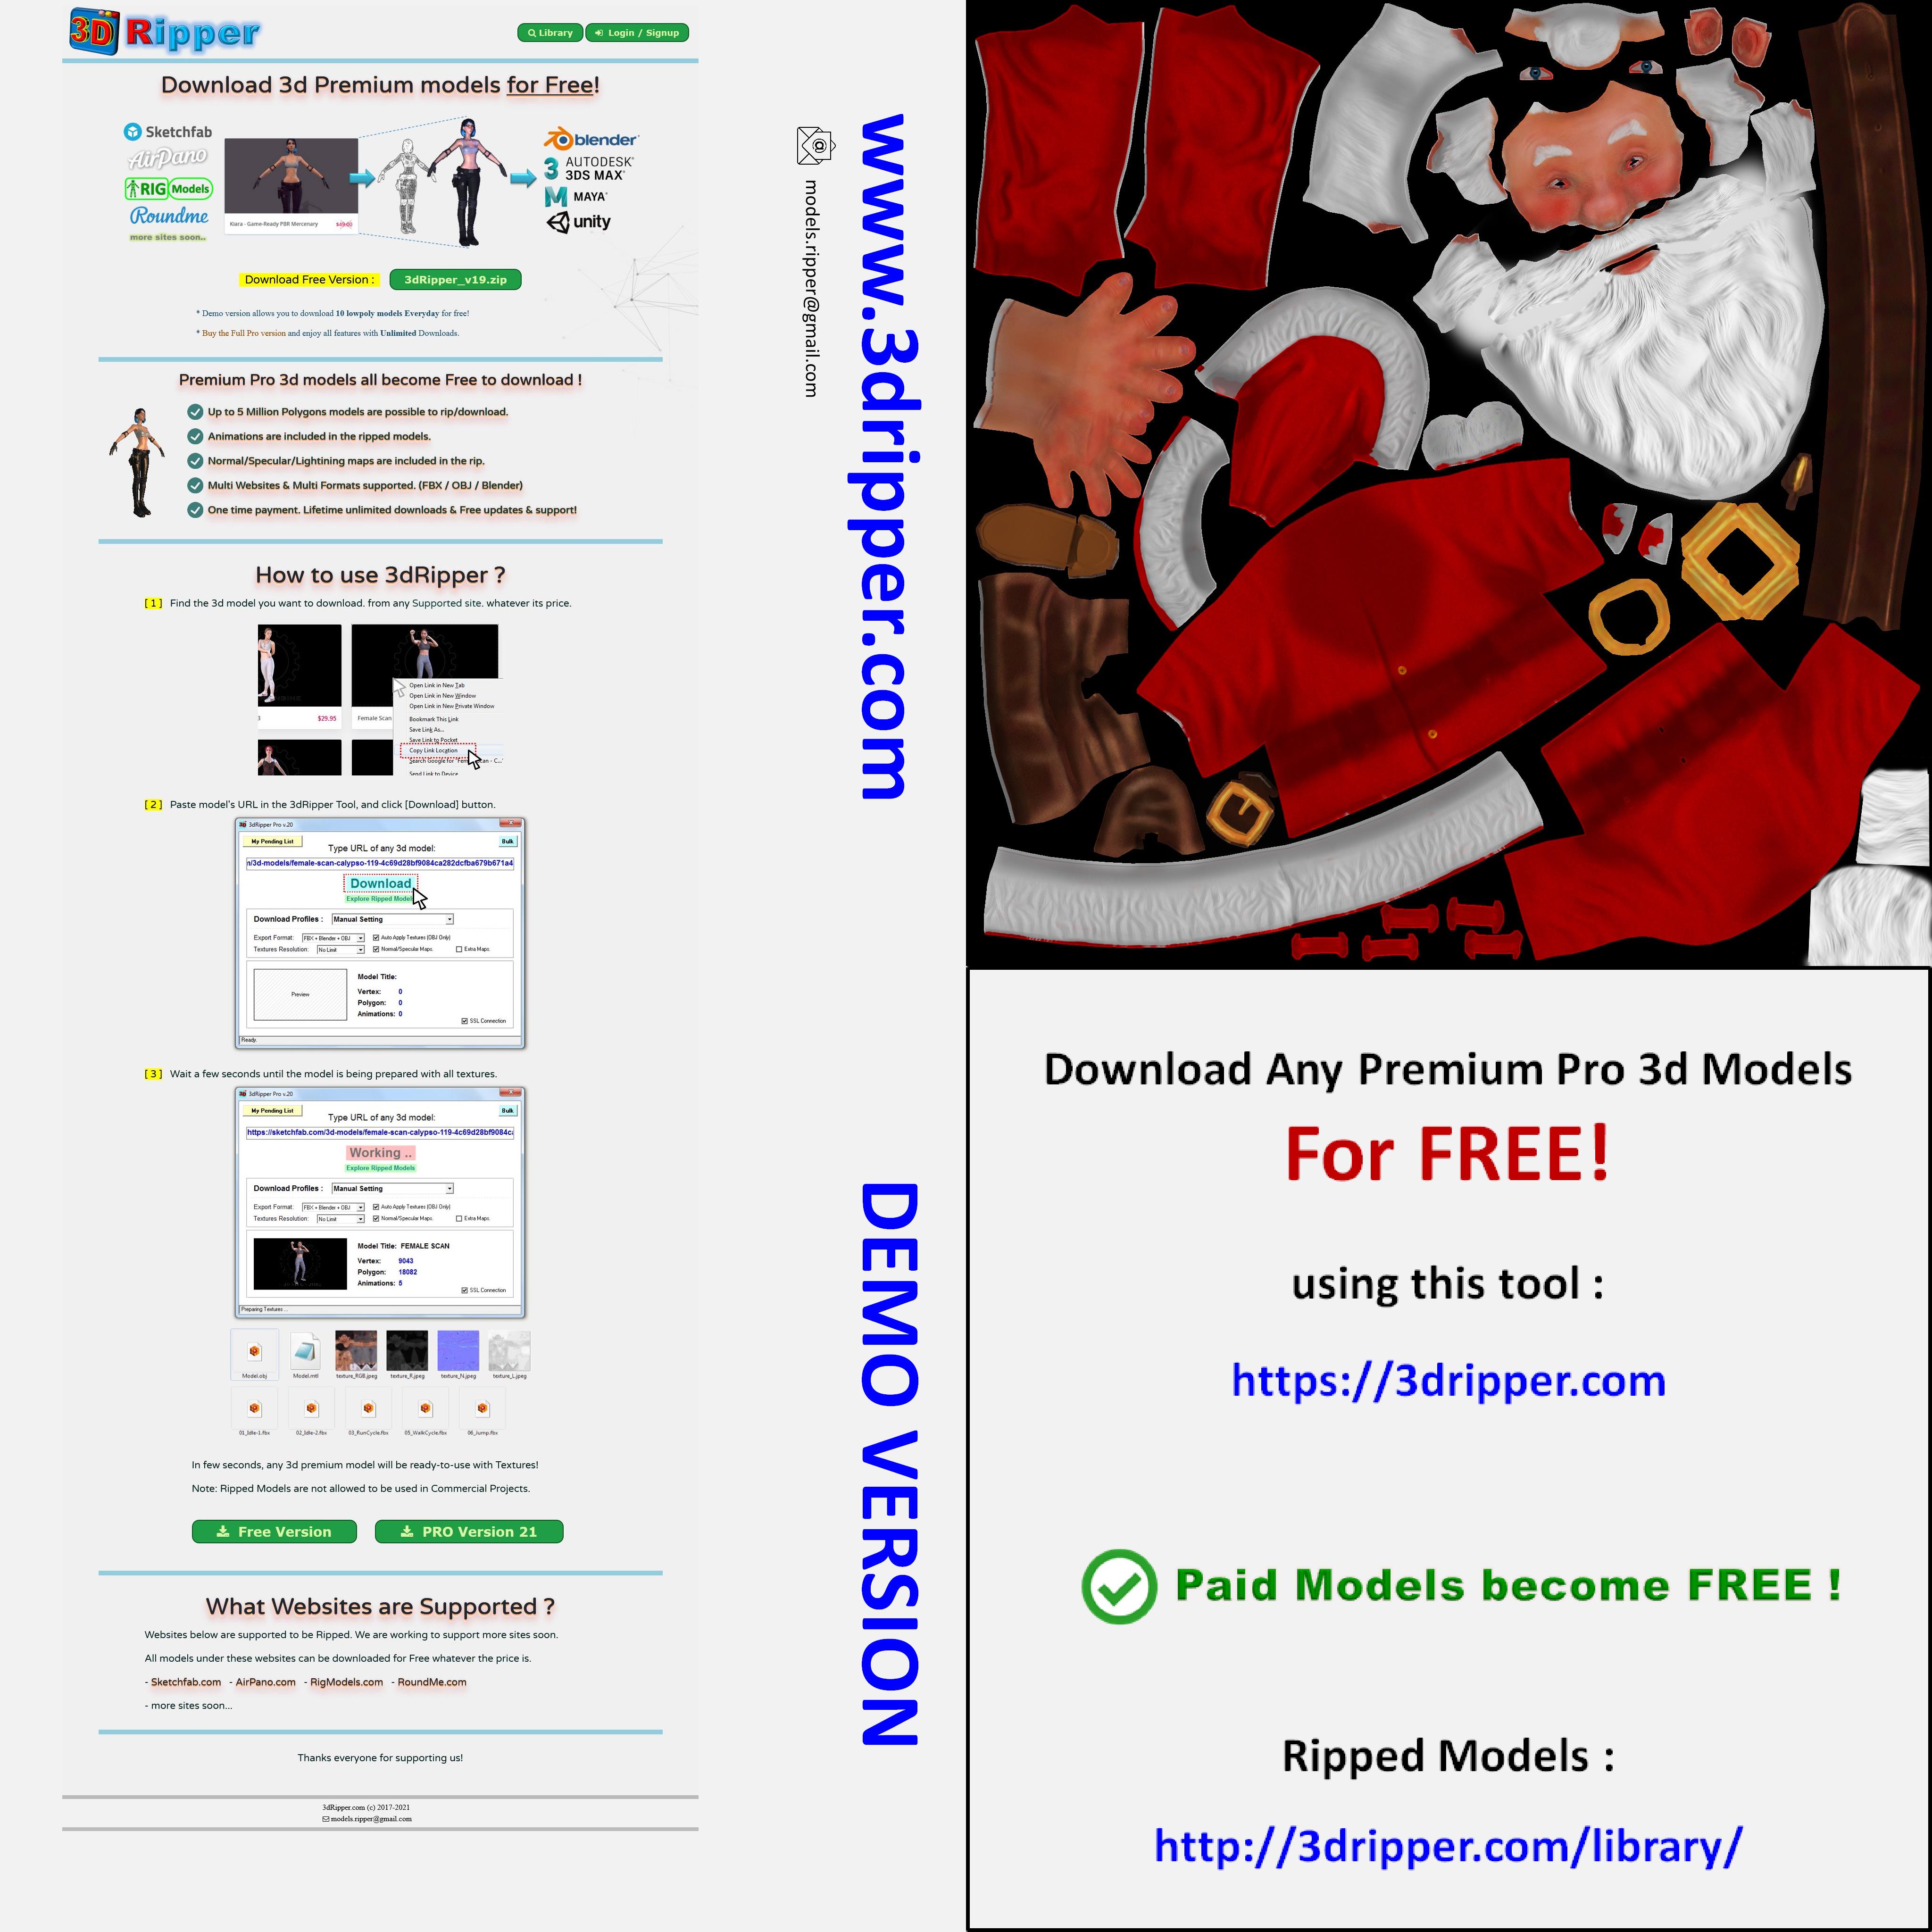 3D Ripper
Library
Login / Signup
Download 3d Premium models for Free!
Sketchfab
AirPano
RIG Models
Roundme
more sites soon..
Kiara - Game-Ready PBR Mercenary
blender
3 AUTODESK® 3DS MAX®
M MAYA®
unity
Download Free Version :
3dRipper_v19.zip
* Demo version allows you to download 10 lowpoly models Everyday for free!
* Buy the Full Pro version and enjoy all features with Unlimited Downloads.
Premium Pro 3d models all become Free to download !
Up to 5 Million Polygons models are possible to rip/download.
Animations are included in the ripped models.
Normal/Specular/Lightining maps are included in the rip.
Multi Websites & Multi Formats supported. (FBX / OBJ / Blender)
One time payment. Lifetime unlimited downloads & Free updates & support!
How to use 3dRipper ?
[ 1 ] Find the 3d model you want to download. from any Supported site. whatever its price.
$29.95
Female Scan
Open Link in New Tab
Open Link in New Window
Open Link in New Private Window
Bookmark This Link
Save Link As...
Save Link to Pocket
Copy Link Location
Search Google for "Fem
Send Link to Device
[ 2 ] Paste model's URL in the 3dRipper Tool, and click [Download] button.
3dRipper Pro v.20
My Pending List
Bulk
Type URL of any 3d model:
n/3d-models/female-scan-calypso-119-4c69d28bf9084ca282dcfba679b671a4
Download
Explore Ripped Models
Download Profiles : Manual Setting
Export Format: FBX + Blender + OBJ Auto Apply Textures (OBJ Only)
Textures Resolution: No Limit Normal/Specular Maps Extra Maps
Preview
Model Title:
Vertex: 0
Polygon: 0
Animations: 0
SSL Connection
Ready.
[ 3 ] Wait a few seconds until the model is being prepared with all textures.
3dRipper Pro v.20
My Pending List
Bulk
Type URL of any 3d model:
https://sketchfab.com/3d-models/female-scan-calypso-119-4c69d28bf9084c
Working ..
Explore Ripped Models
Download Profiles : Manual Setting
Export Format: FBX + Blender + OBJ Auto Apply Textures (OBJ Only)
Textures Resolution: No Limit Normal/Specular Maps Extra Maps
Model Title: FEMALE SCAN
Vertex: 9043
Polygon: 18082
Animations: 5
SSL Connection
Preparing Textures ...
Model.obj
Model.mtl
texture_RGB.jpeg
texture_R.jpeg
texture_N.jpeg
texture_L.jpeg
01_Idle-1.fbx
02_Idle-2.fbx
03_RunCycle.fbx
05_WalkCycle.fbx
06_Jump.fbx
In few seconds, any 3d premium model will be ready-to-use with Textures!
Note: Ripped Models are not allowed to be used in Commercial Projects.
Free Version
PRO Version 21
What Websites are Supported ?
Websites below are supported to be Ripped. We are working to support more sites soon.
All models under these websites can be downloaded for Free whatever the price is.
- Sketchfab.com - AirPano.com - RigModels.com - RoundMe.com
- more sites soon...
Thanks everyone for supporting us!
3dRipper.com (c) 2017-2021
models.ripper@gmail.com
models.ripper@gmail.com
www.3dripper.com
DEMO VERSION
Download Any Premium Pro 3d Models
For FREE!
using this tool :
https://3dripper.com
Paid Models become FREE !
Ripped Models :
http://3dripper.com/library/